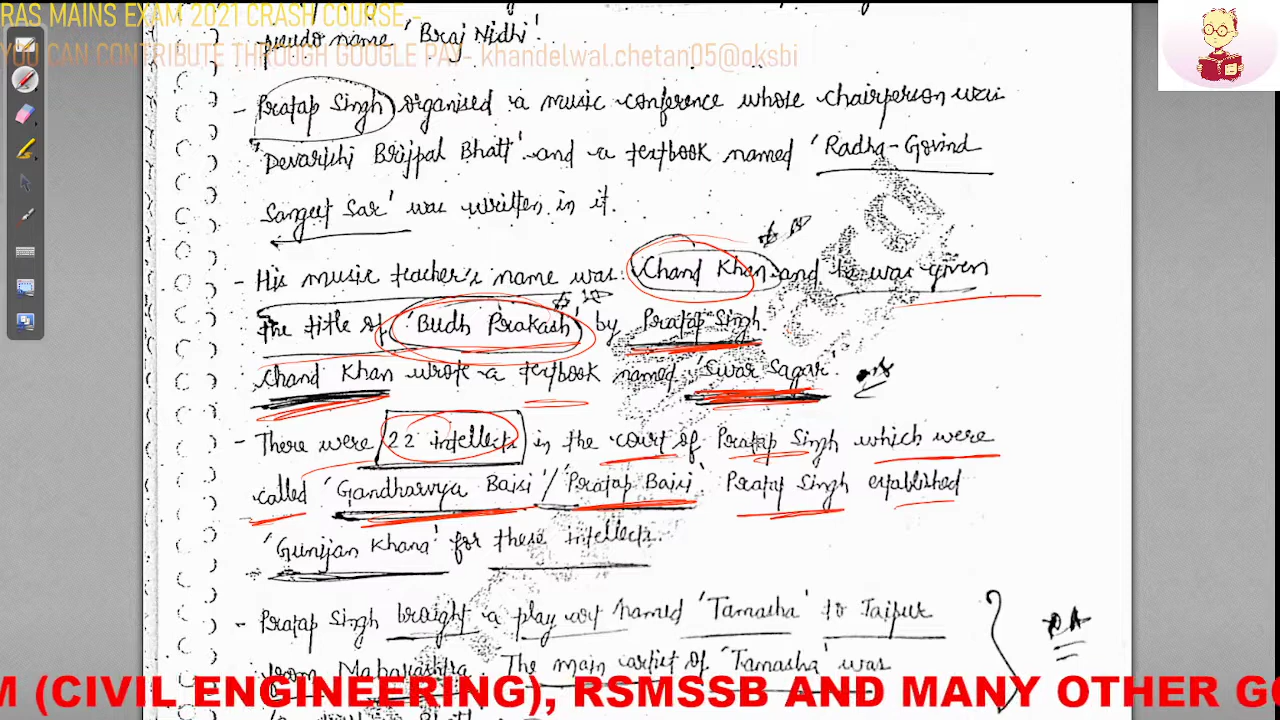 RAS MAINS EXAM 2021 CRASH COURSE -
pseudo name 'Braj Nidhi'.
YOU CAN CONTRIBUTE THROUGH GOOGLE PAY- khandelwal.chetan05@oksbi
- Pratap Singh organised a music conference whose chairperson was
'Devarishi Brijpal Bhatt' and a textbook named 'Radha-Govind
Sangeet Sar' was written in it.
- His music teacher's name was Chand Khan and he was given
the title of 'Budh Prakash' by Pratap Singh.
Chand Khan wrote a textbook named 'Swar Sagar'.
- There were 22 intellects in the court of Pratap Singh which were
called 'Gandharvya Baisi'/'Pratap Baisi'. Pratap Singh established
'Gunijan Khana' for these intellects.
- Pratap Singh braight a play art named 'Tamasha' to Jaipur
from Maharashtra. The main artist of 'Tamasha' was
M (CIVIL ENGINEERING), RSMSSB AND MANY OTHER GO
Bhatt